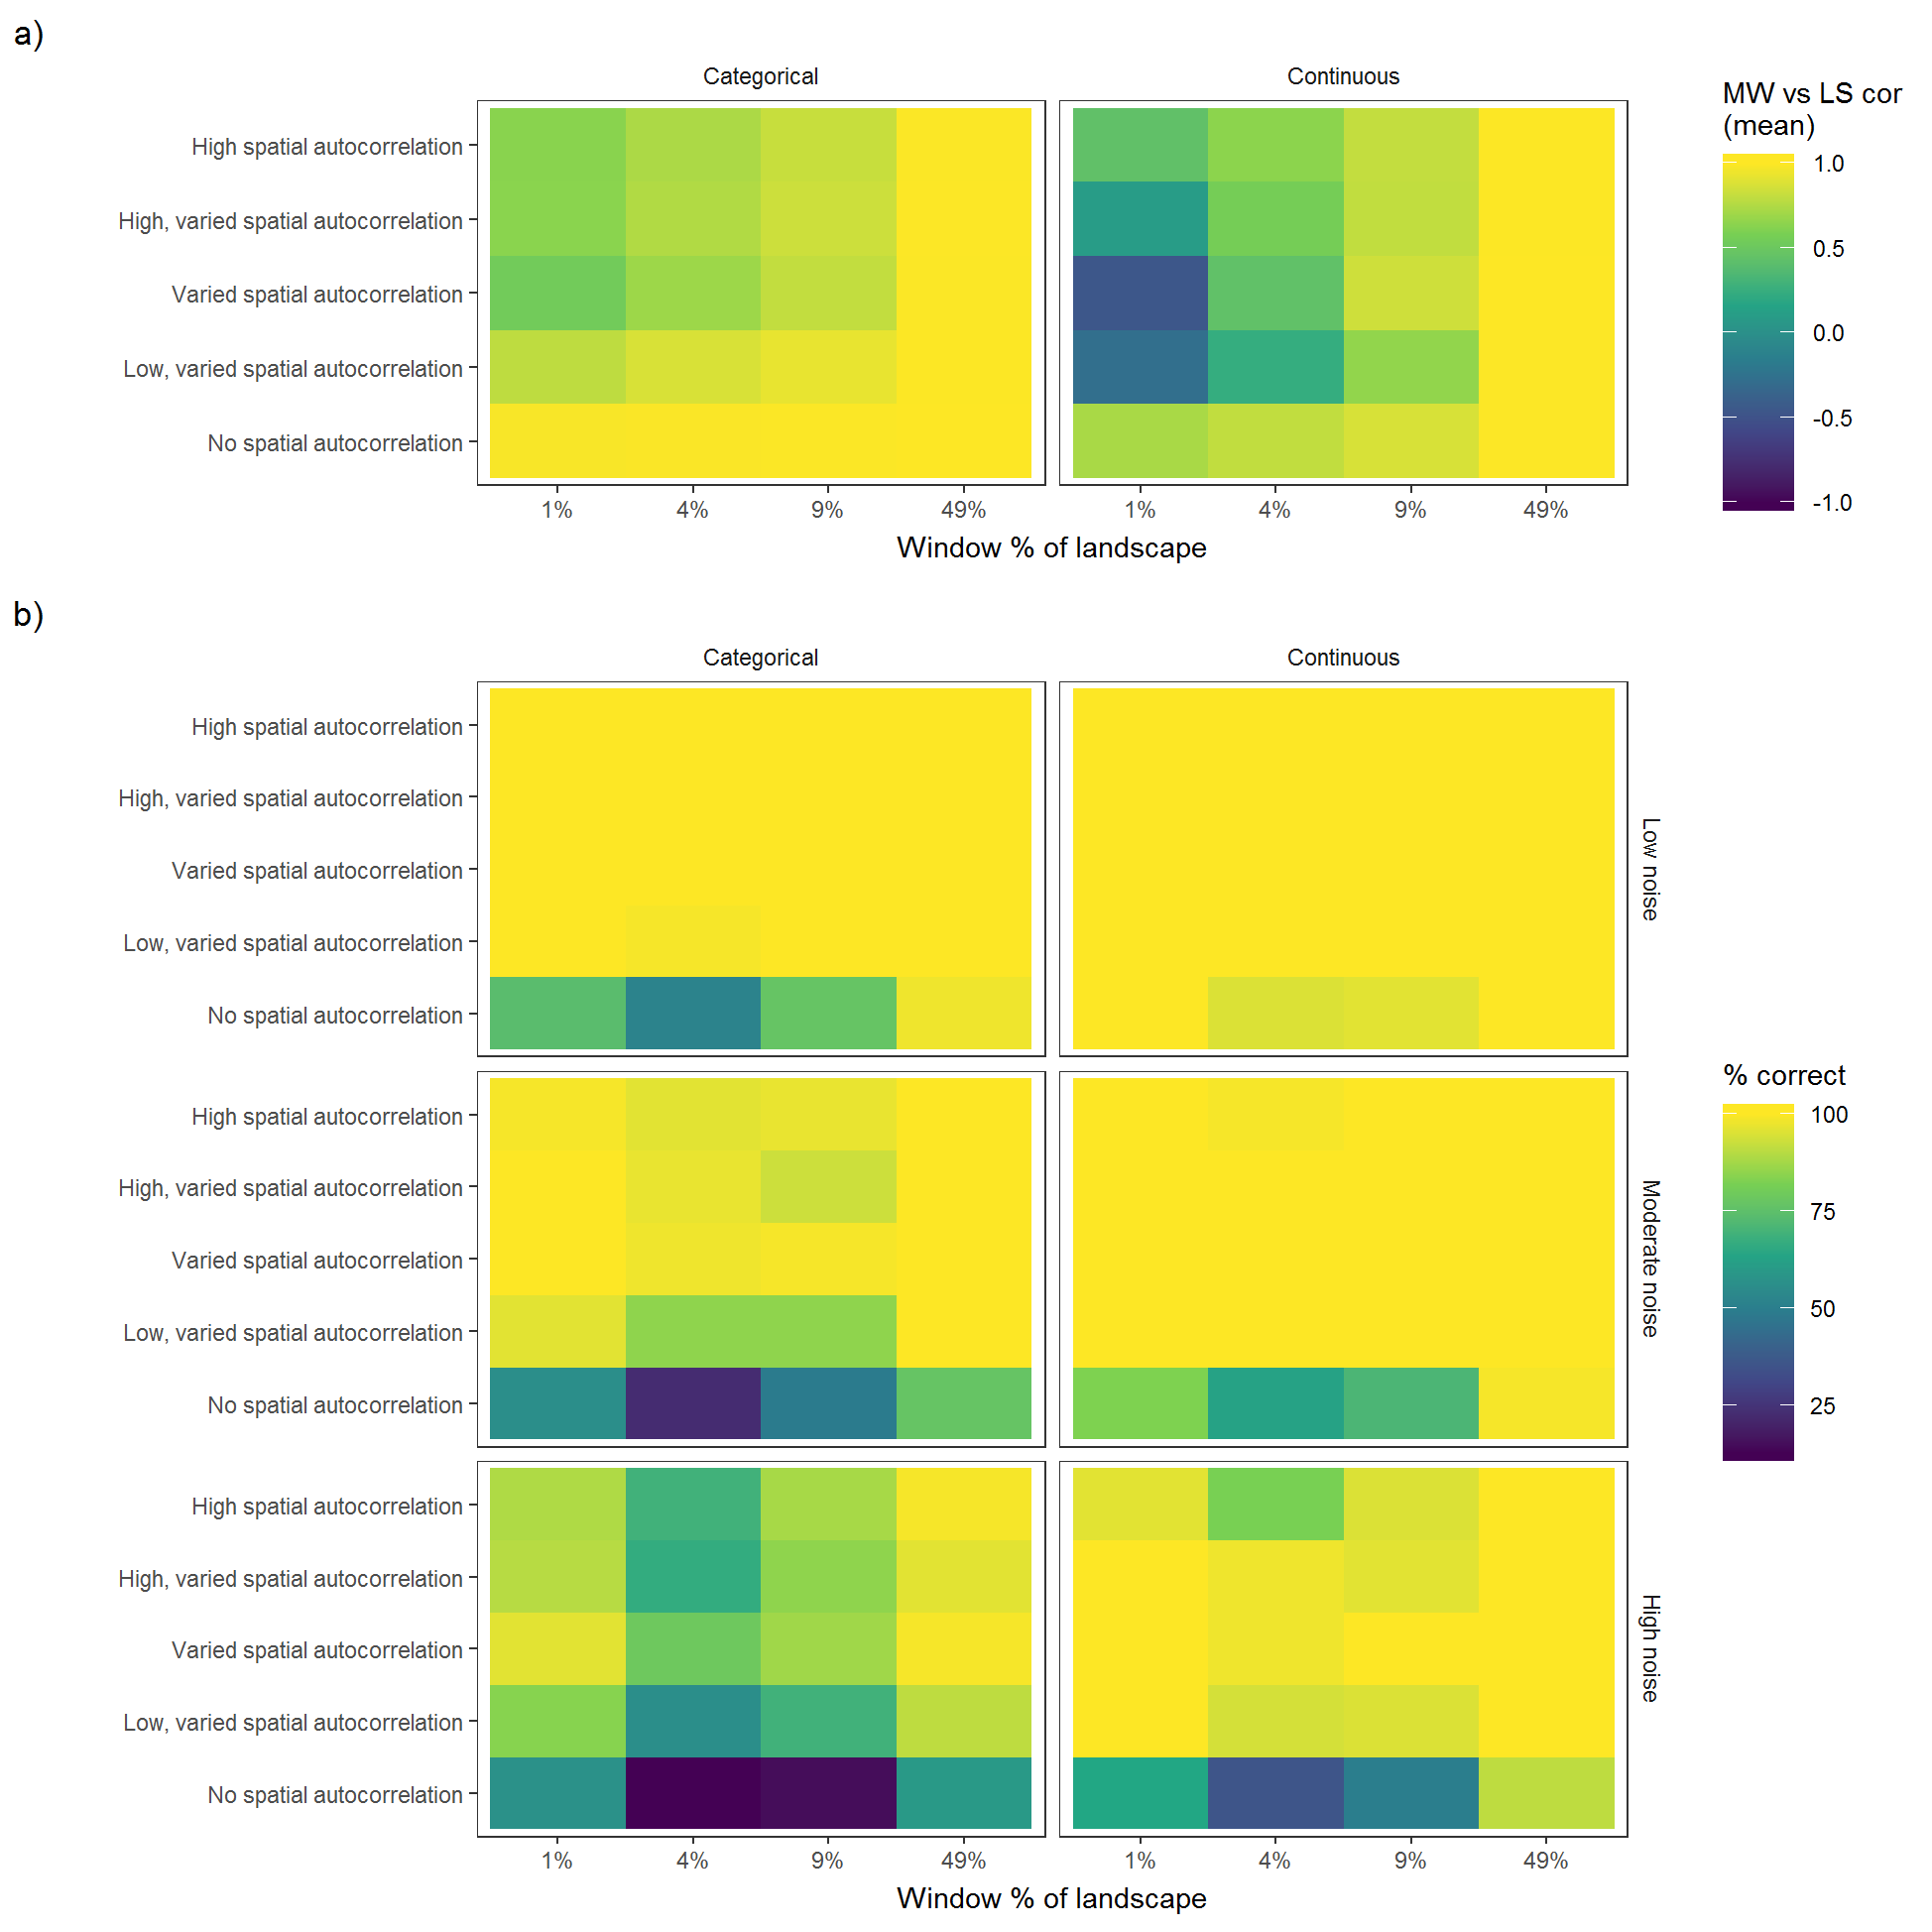 a)
Categorical
Continuous
High spatial autocorrelation
High, varied spatial autocorrelation
Varied spatial autocorrelation
Low, varied spatial autocorrelation
No spatial autocorrelation
1%
4%
9%
49%
1%
4%
9%
49%
Window % of landscape
MW vs LS cor
(mean)
1.0
0.5
0.0
-0.5
-1.0
b)
Categorical
Continuous
High spatial autocorrelation
High, varied spatial autocorrelation
Varied spatial autocorrelation
Low, varied spatial autocorrelation
No spatial autocorrelation
Low noise
High spatial autocorrelation
High, varied spatial autocorrelation
Varied spatial autocorrelation
Low, varied spatial autocorrelation
No spatial autocorrelation
Moderate noise
High spatial autocorrelation
High, varied spatial autocorrelation
Varied spatial autocorrelation
Low, varied spatial autocorrelation
No spatial autocorrelation
High noise
1%
4%
9%
49%
1%
4%
9%
49%
Window % of landscape
% correct
100
75
50
25